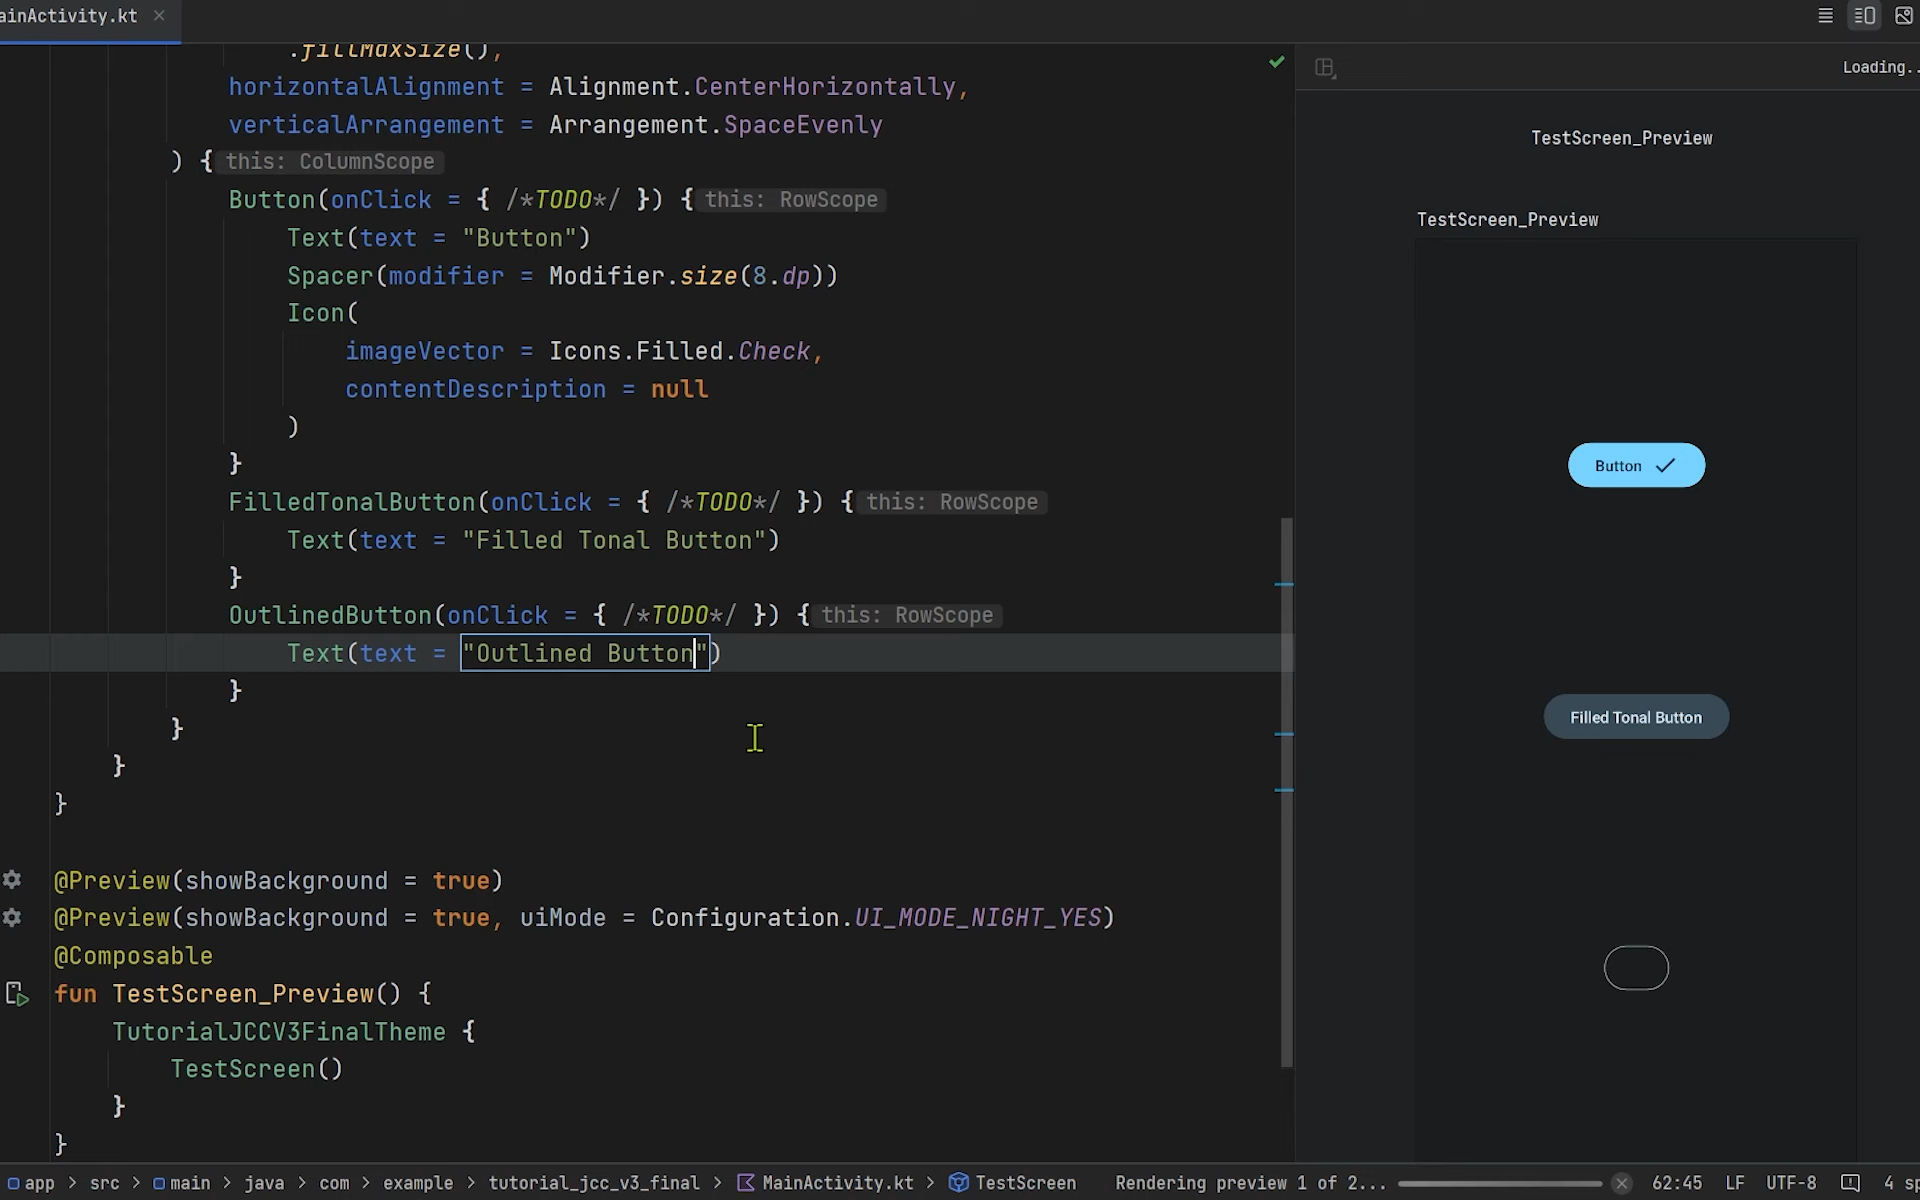 ainActivity.kt
.fillMaxSize(),
horizontalAlignment = Alignment.CenterHorizontally,
verticalArrangement = Arrangement.SpaceEvenly
) { this: ColumnScope
Button(onClick = { /*TODO*/ }) { this: RowScope
Text(text = "Button")
Spacer(modifier = Modifier.size(8.dp))
Icon(
imageVector = Icons.Filled.Check,
contentDescription = null
)
}
FilledTonalButton(onClick = { /*TODO*/ }) { this: RowScope
Text(text = "Filled Tonal Button")
}
OutlinedButton(onClick = { /*TODO*/ }) { this: RowScope
Text(text = "Outlined Button")
}
}
}
}
@Preview(showBackground = true)
@Preview(showBackground = true, uiMode = Configuration.UI_MODE_NIGHT_YES)
@Composable
fun TestScreen_Preview() {
TutorialJCCV3FinalTheme {
TestScreen()
}
}
Loading..
TestScreen_Preview
TestScreen_Preview
Button
Filled Tonal Button
app > src > main > java > com > example > tutorial_jcc_v3_final > MainActivity.kt > TestScreen Rendering preview 1 of 2... 62:45 LF UTF-8 4 sp